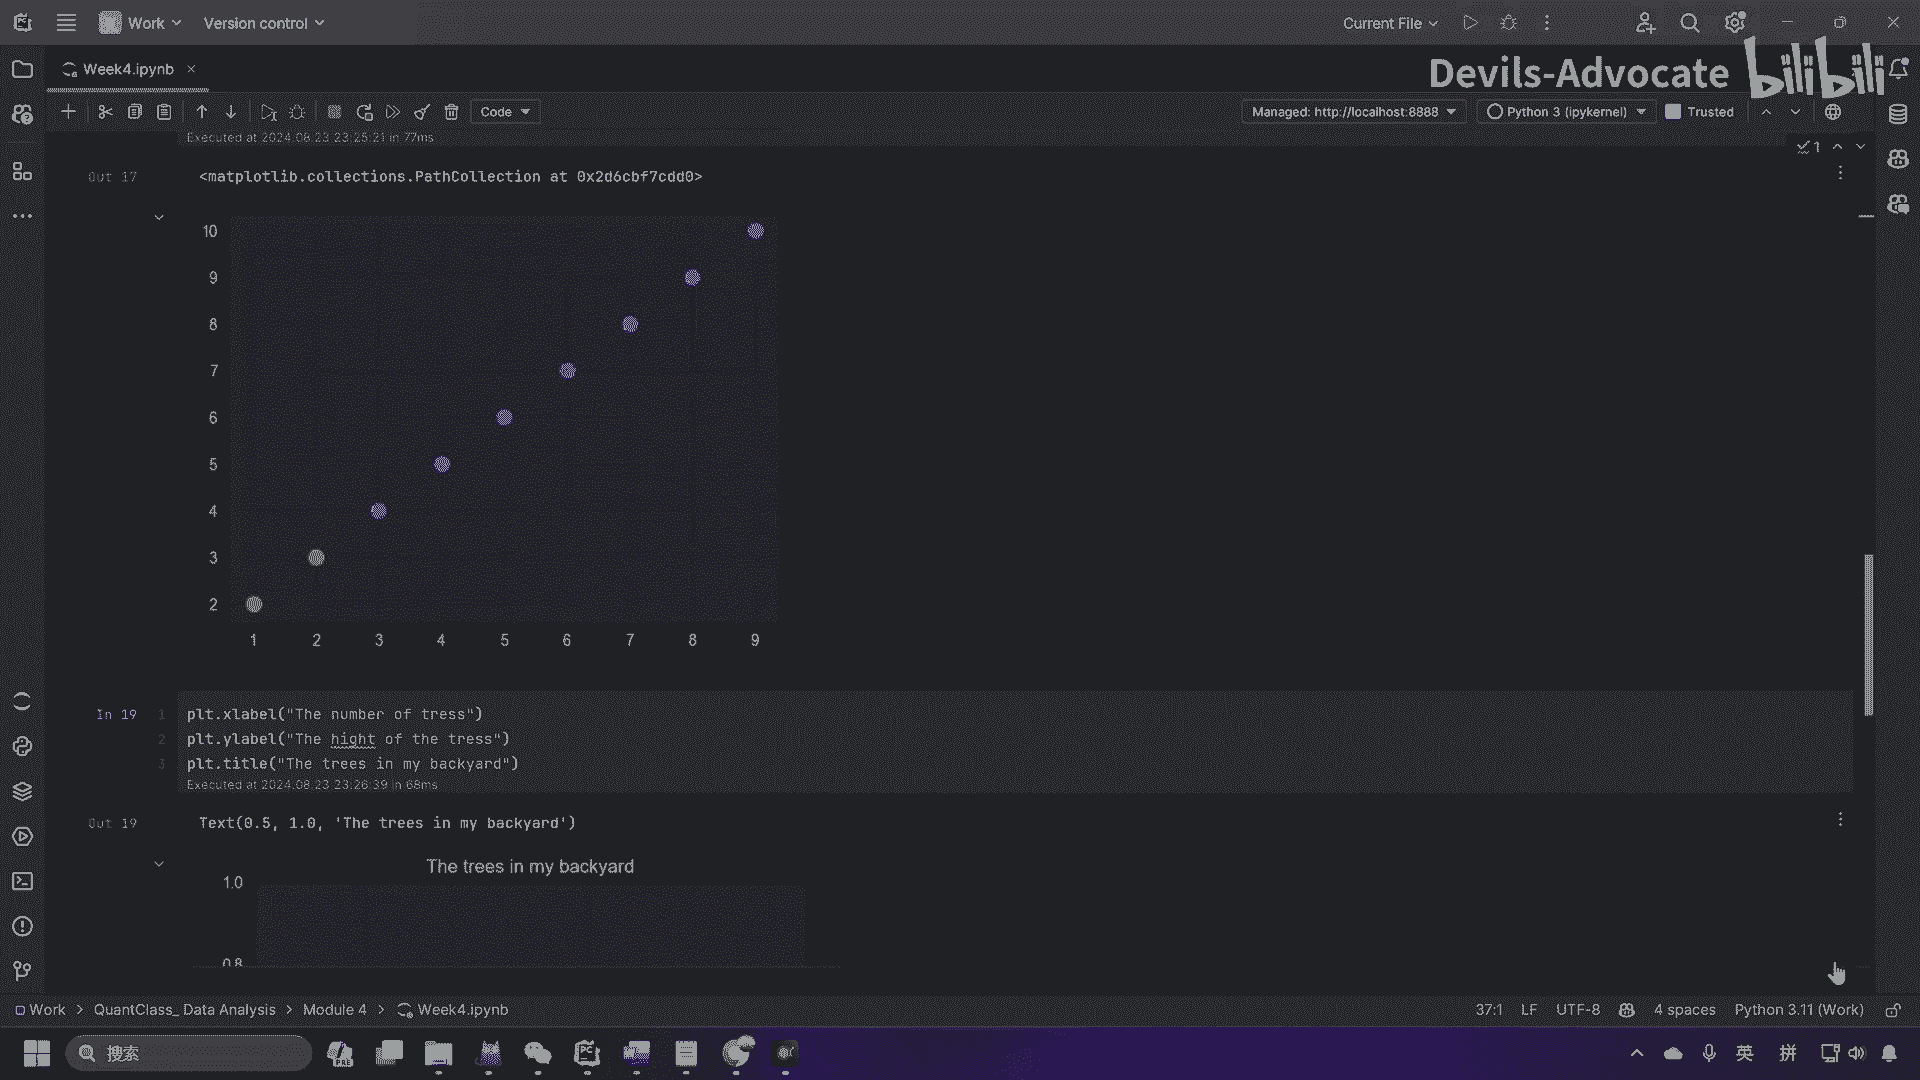 Work
Version control
Current File
Week4.ipynb
Devils-Advocate
bilibili
Code
Managed: http://localhost:8888
Python 3 (ipykernel)
Trusted
Executed at 2024.08.23 23:25:21 in 77ms
1
Out 17
<matplotlib.collections.PathCollection at 0x2d6cbf7cdd0>
10
9
8
7
6
5
4
3
2
1 2 3 4 5 6 7 8 9
In 19
1 plt.xlabel("The number of tress")
2 plt.ylabel("The hight of the tress")
3 plt.title("The trees in my backyard")
Executed at 2024.08.23 23:26:39 in 68ms
Out 19
Text(0.5, 1.0, 'The trees in my backyard')
The trees in my backyard
1.0
0.8
Work > QuantClass_ Data Analysis > Module 4 > Week4.ipynb
37:1 LF UTF-8 4 spaces Python 3.11 (Work)
搜索
PRE
PC
英
拼